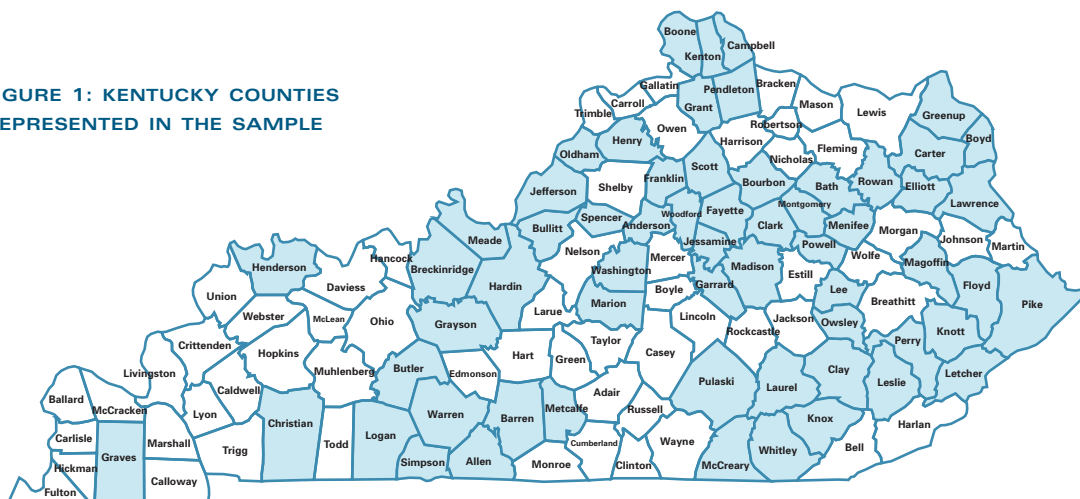 GURE 1: KENTUCKY COUNTIES
EPRESENTED IN THE SAMPLE
Boone
Kenton
Campbell
Gallatin
Carroll
Trimble
Grant
Pendleton
Bracken
Mason
Lewis
Greenup
Boyd
Owen
Robertson
Harrison
Henry
Oldham
Fleming
Nicholas
Carter
Scott
Franklin
Shelby
Jefferson
Bourbon
Bath
Rowan
Elliott
Lawrence
Montgomery
Fayette
Woodford
Anderson
Spencer
Bullitt
Clark
Menifee
Morgan
Johnson
Martin
Meade
Hancock
Breckinridge
Nelson
Washington
Mercer
Jessamine
Madison
Powell
Estill
Wolfe
Magoffin
Floyd
Pike
Henderson
Daviess
Union
Webster
McLean
Ohio
Hardin
Larue
Marion
Boyle
Garrard
Lee
Breathitt
Grayson
Lincoln
Rockcastle
Jackson
Owsley
Perry
Knott
Crittenden
Hopkins
Muhlenberg
Butler
Edmonson
Hart
Green
Taylor
Casey
Pulaski
Laurel
Clay
Leslie
Letcher
Livingston
Caldwell
Lyon
Ballard
McCracken
Adair
Russell
Metcalfe
Barren
Warren
Logan
Christian
Todd
Trigg
Carlisle
Hickman
Fulton
Graves
Marshall
Calloway
Simpson
Allen
Monroe
Cumberland
Clinton
Wayne
McCreary
Whitley
Knox
Bell
Harlan